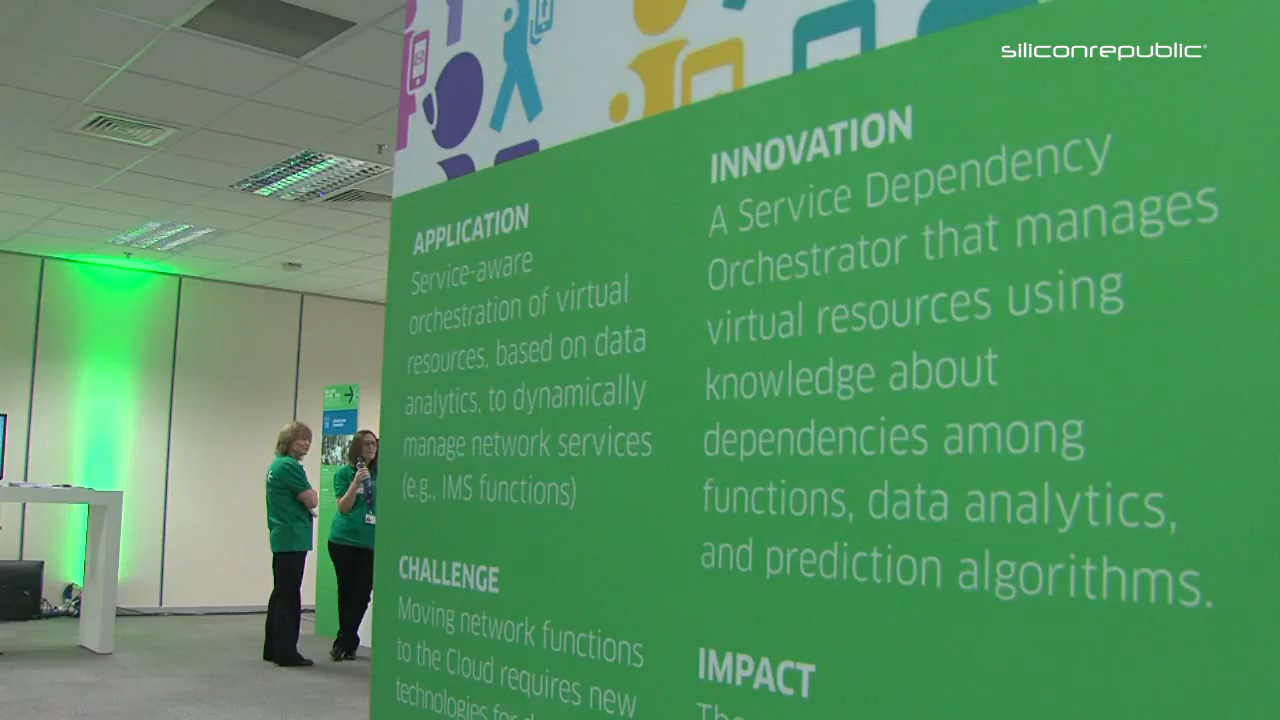 siliconrepublic
APPLICATION
Service-aware
orchestration of virtual
resources, based on data
analytics, to dynamically
manage network services
(e.g., IMS functions)
CHALLENGE
Moving network functions
to the Cloud requires new
technologies for
INNOVATION
A Service Dependency
Orchestrator that manages
virtual resources using
knowledge about
dependencies among
functions, data analytics,
and prediction algorithms.
IMPACT
The